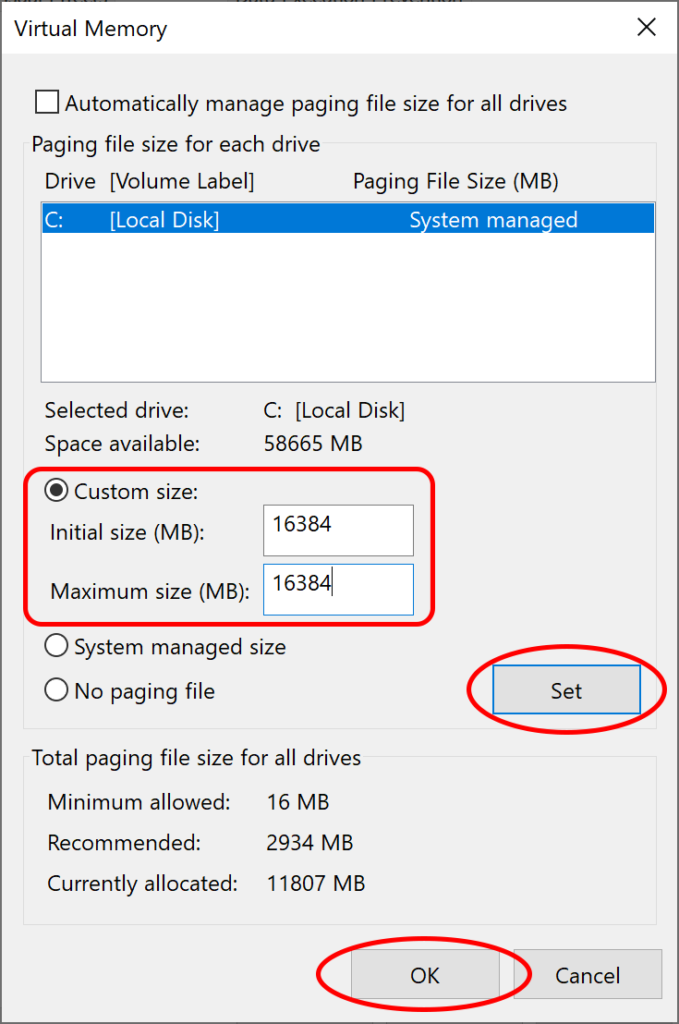 Virtual Memory
Automatically manage paging file size for all drives
Paging file size for each drive
Drive [Volume Label] Paging File Size (MB)
C: [Local Disk] System managed
Selected drive: C: [Local Disk]
Space available: 58665 MB
Custom size:
Initial size (MB): 16384
Maximum size (MB): 16384
System managed size
No paging file
Set
Total paging file size for all drives
Minimum allowed: 16 MB
Recommended: 2934 MB
Currently allocated: 11807 MB
OK Cancel